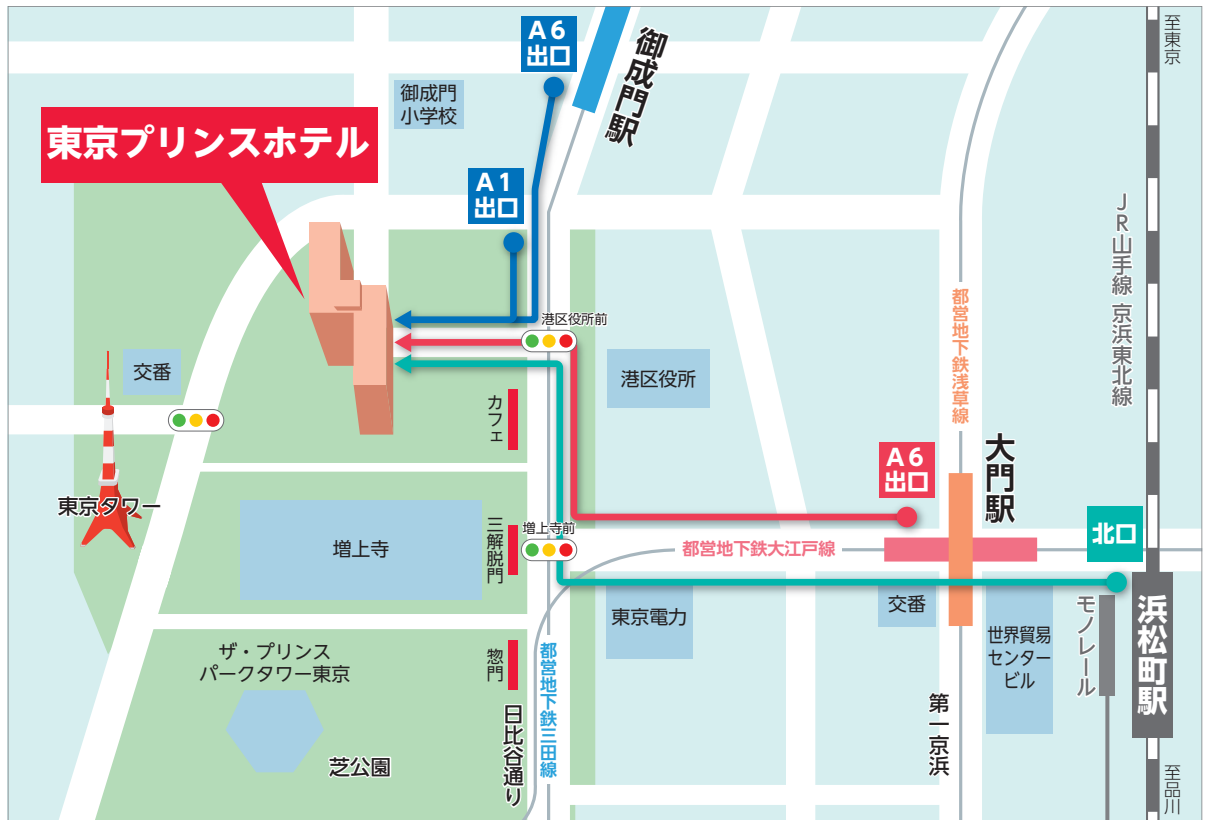 至東京
A6
出口
御成門駅
御成門
小学校
東京プリンスホテル
A1
出口
JR山手線 京浜東北線
都営地下鉄浅草線
港区役所前
交番
港区役所
カフェ
大門駅
A6
出口
東京タワー
北口
三解脱門
増上寺前
増上寺
都営地下鉄大江戸線
交番
東京電力
モノレール
浜松町駅
世界貿易
センター
ビル
惣門
ザ・プリンス
パークタワー東京
都営地下鉄三田線
第一京浜
日比谷通り
芝公園
至品川